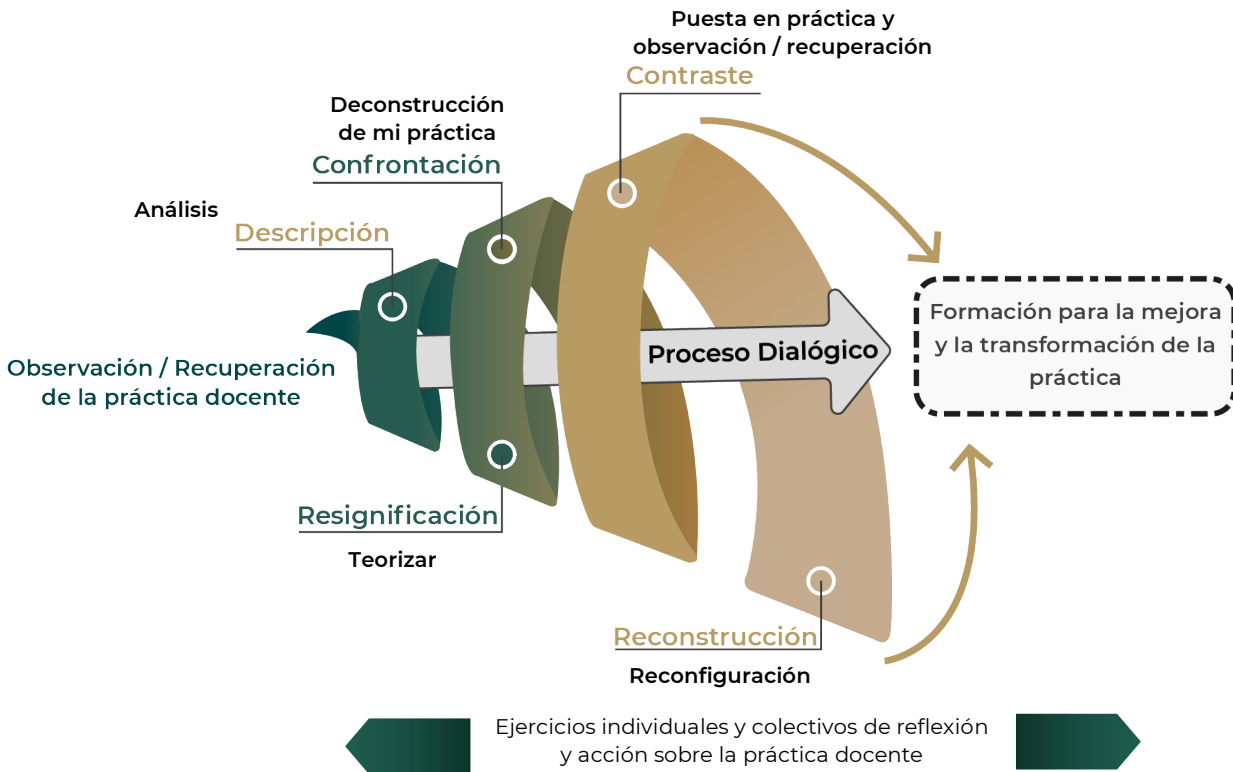 Puesta en práctica y
observación / recuperación
Contraste
Deconstrucción
de mi práctica
Confrontación
Análisis
Descripción
Observación / Recuperación
de la práctica docente
Proceso Dialógico
Formación para la mejora
y la transformación de la
práctica
Resignificación
Teorizar
Reconstrucción
Reconfiguración
Ejercicios individuales y colectivos de reflexión
y acción sobre la práctica docente